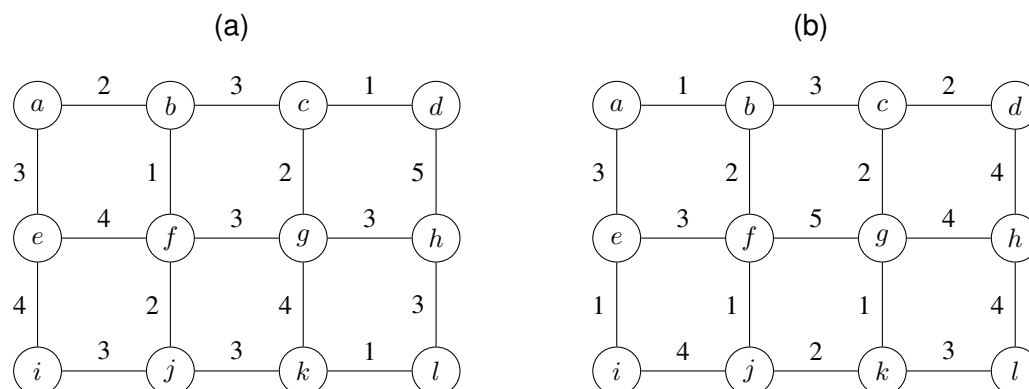 (a) (b)
2 3 1 1 3 2
a b c d a b c d
3 1 2 5 3 2 2 4
4 3 3 3 5 4
e f g h e f g h
4 2 4 3 1 1 1 4
3 3 1 4 2 3
i j k l i j k l